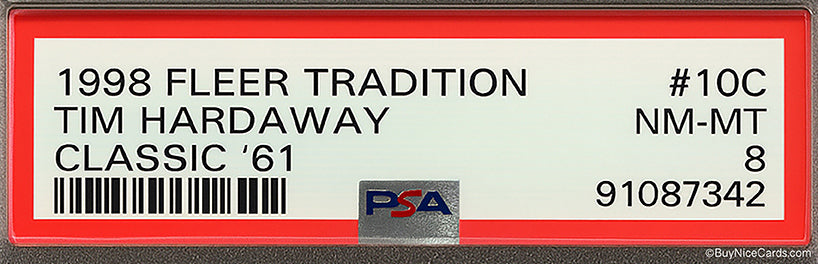 1998 FLEER TRADITION #10C
TIM HARDAWAY NM-MT
CLASSIC '61 8
91087342
PSA
©BuyNiceCards.com